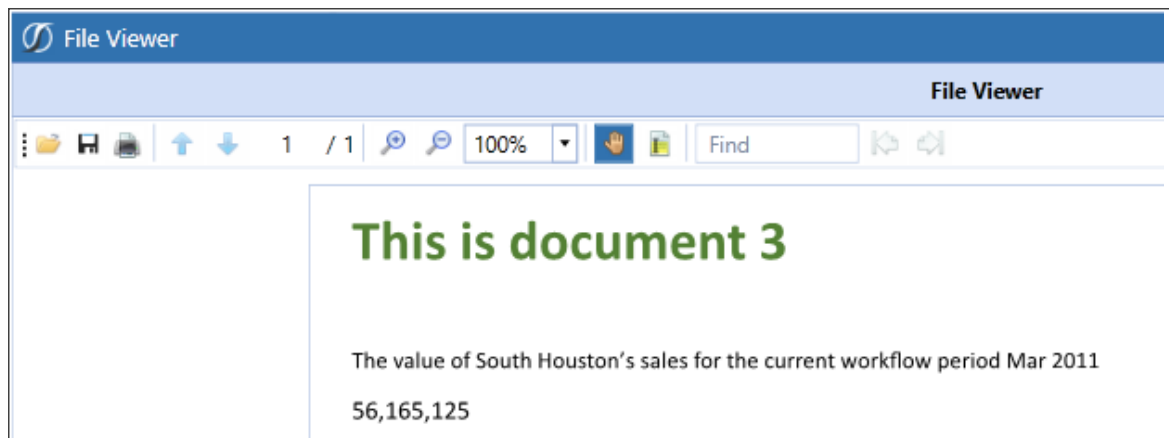 File Viewer
File Viewer
1 / 1 100% Find
This is document 3
The value of South Houston’s sales for the current workflow period Mar 2011
56,165,125